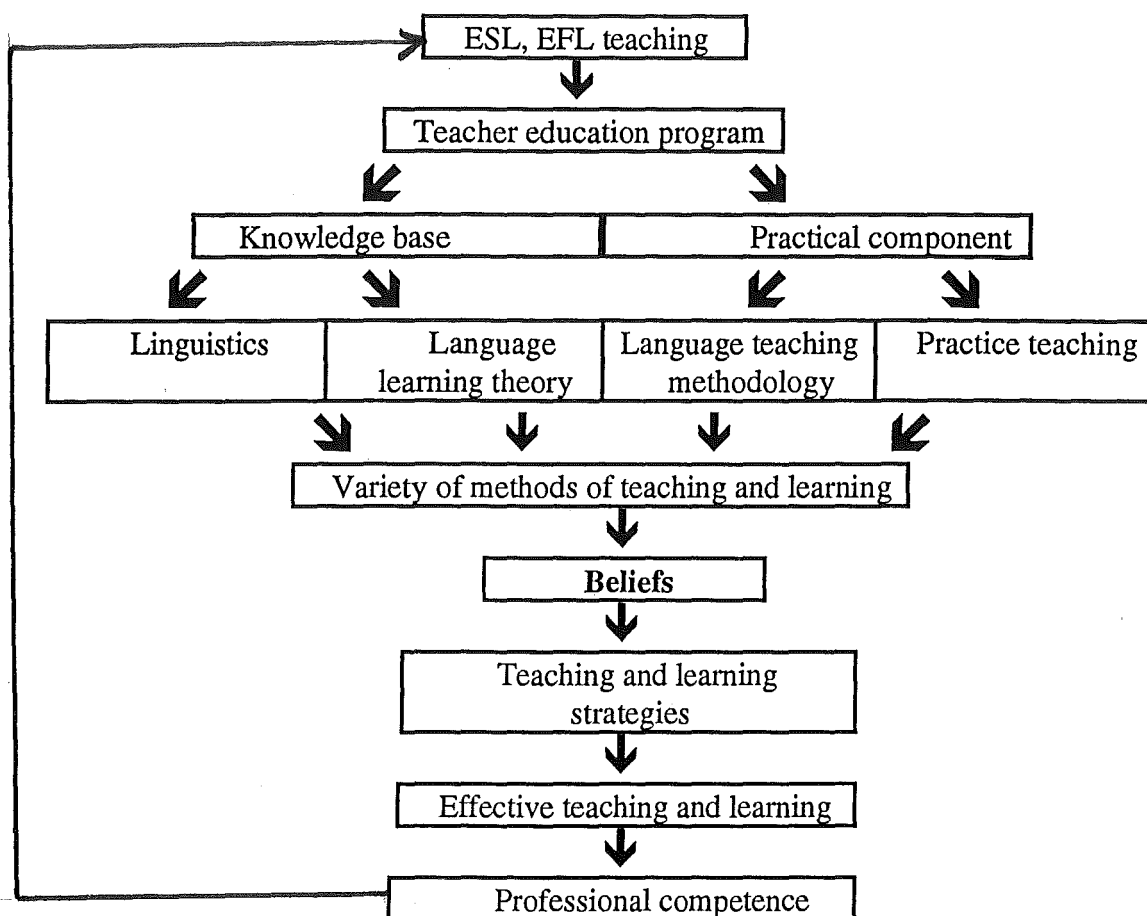 ESL, EFL teaching
Teacher education program
Knowledge base
Practical component
Linguistics
Language
learning theory
Language teaching
methodology
Practice teaching
Variety of methods of teaching and learning
Beliefs
Teaching and learning
strategies
Effective teaching and learning
Professional competence